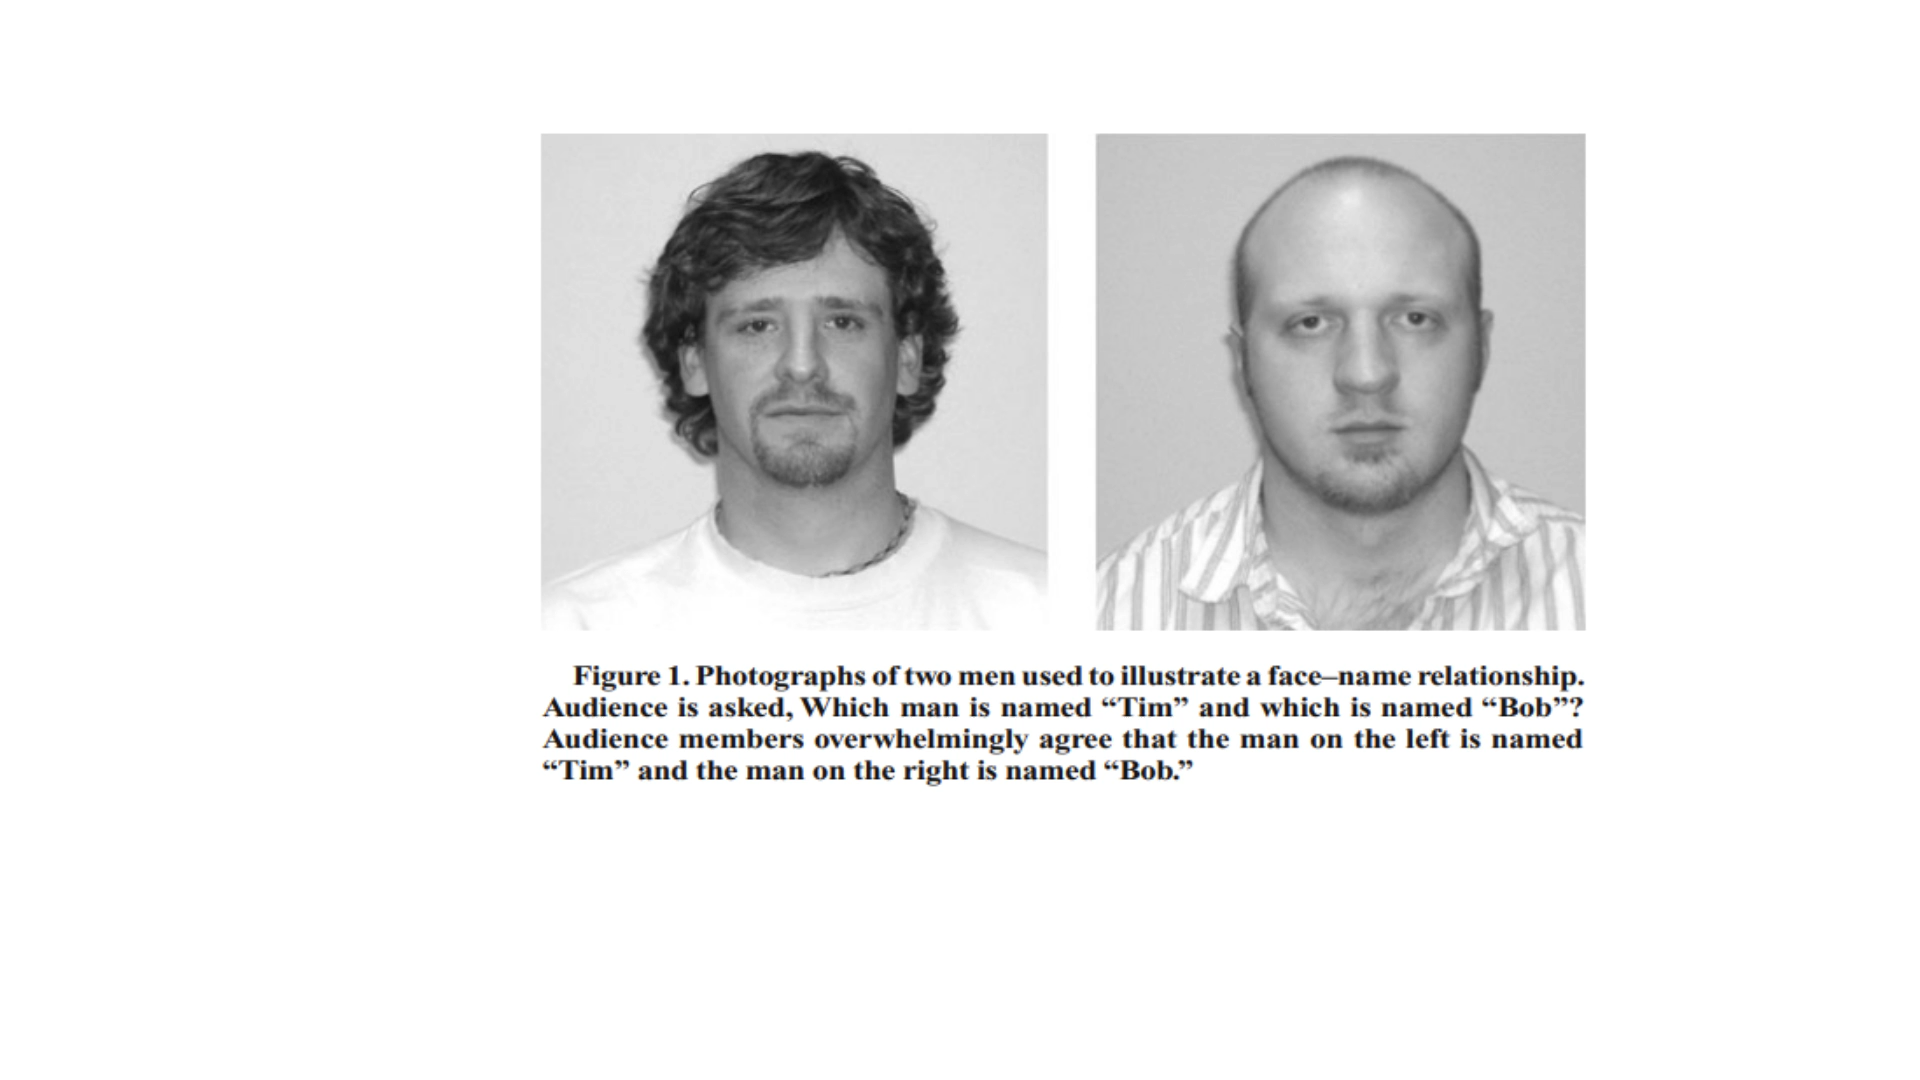 Figure 1. Photographs of two men used to illustrate a face–name relationship.
Audience is asked, Which man is named “Tim” and which is named “Bob”?
Audience members overwhelmingly agree that the man on the left is named
“Tim” and the man on the right is named “Bob.”